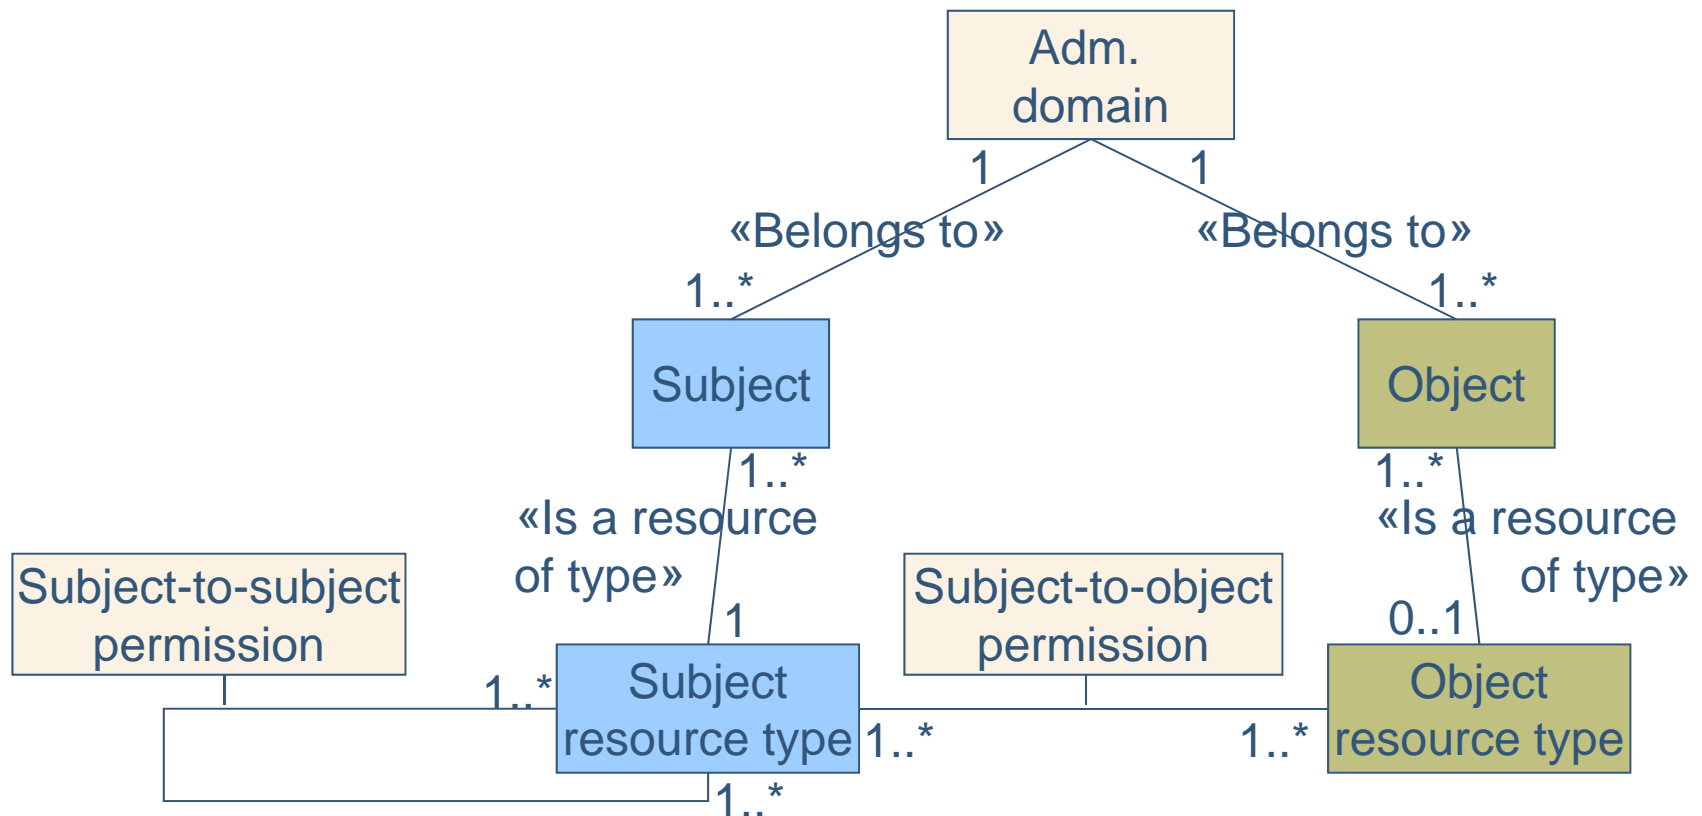 Adm.
domain
1
1
«Belongs to»
«Belongs to»
1..*
1..*
Subject
Object
1..*
1..*
«Is a resource
of type»
«Is a resource
of type»
Subject-to-subject
permission
Subject-to-object
permission
1
0..1
1..*
Subject
resource type
1..*
1..*
Object
resource type
1..*